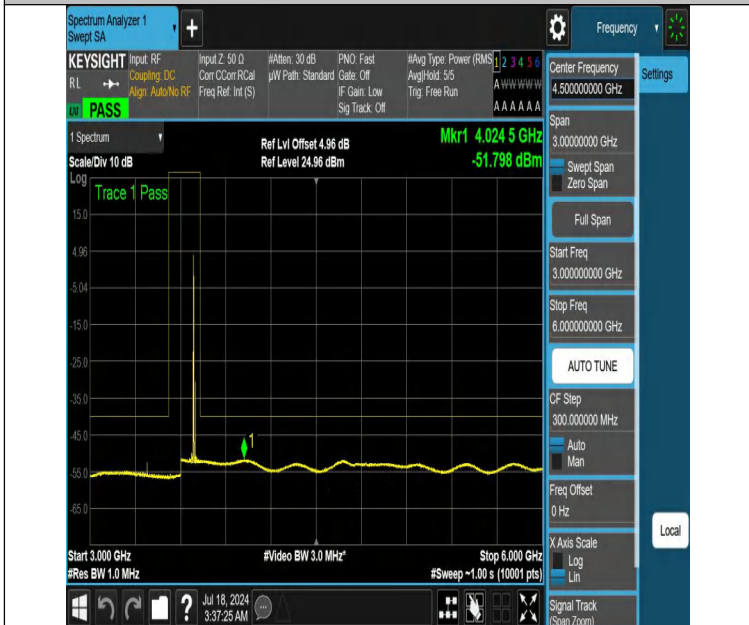 Spectrum Analyzer 1
Swept SA
Frequency
KEYSIGHT
RL
PASS
Input: RF
Coupling: DC
Align: Auto/No RF
Input Z: 50 Ω
Corr CCorr RCal
Freq Ref: Int (S)
#Atten: 30 dB
µW Path: Standard
PNO: Fast
Gate: Off
IF Gain: Low
Sig Track: Off
#Avg Type: Power (RMS
Avg|Hold: 5/5
Trig: Free Run
1 2 3 4 5 6
A W W W W W
A A A A A A
1 Spectrum
Scale/Div 10 dB
Ref Lvl Offset 4.96 dB
Ref Level 24.96 dBm
Mkr1 4.024 5 GHz
-51.798 dBm
Log
Trace 1 Pass
15.0
4.96
-5.04
-15.0
-25.0
-35.0
-45.0
-55.0
-65.0
1
Start 3.000 GHz
#Res BW 1.0 MHz
#Video BW 3.0 MHz*
Stop 6.000 GHz
#Sweep ~1.00 s (10001 pts)
Center Frequency
4.500000000 GHz
Settings
Span
3.00000000 GHz
Swept Span
Zero Span
Full Span
Start Freq
3.000000000 GHz
Stop Freq
6.000000000 GHz
AUTO TUNE
CF Step
300.000000 MHz
Auto
Man
Freq Offset
0 Hz
X Axis Scale
Log
Lin
Signal Track
(Span Zoom)
Local
?
Jul 18, 2024
3:37:25 AM